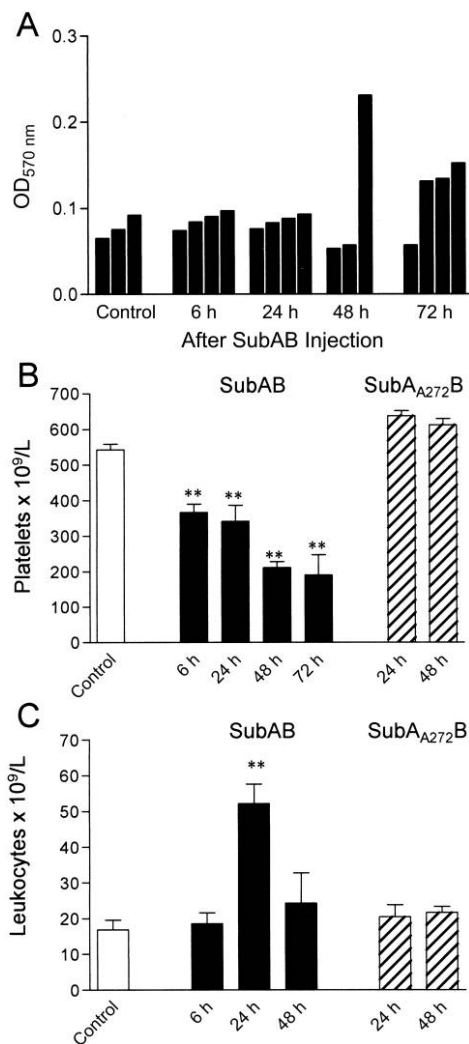 A
OD570 nm
0.3
0.2
0.1
0.0
Control 6 h 24 h 48 h 72 h
After SubAB Injection
B
SubAB SubAA272B
Platelets x 10⁹/L
700
600
500
400
300
200
100
0
** ** ** **
Control 6 h 24 h 48 h 72 h 24 h 48 h
C
SubAB SubAA272B
Leukocytes x 10⁹/L
70
60
50
40
30
20
10
0
**
Control 6 h 24 h 48 h 24 h 48 h